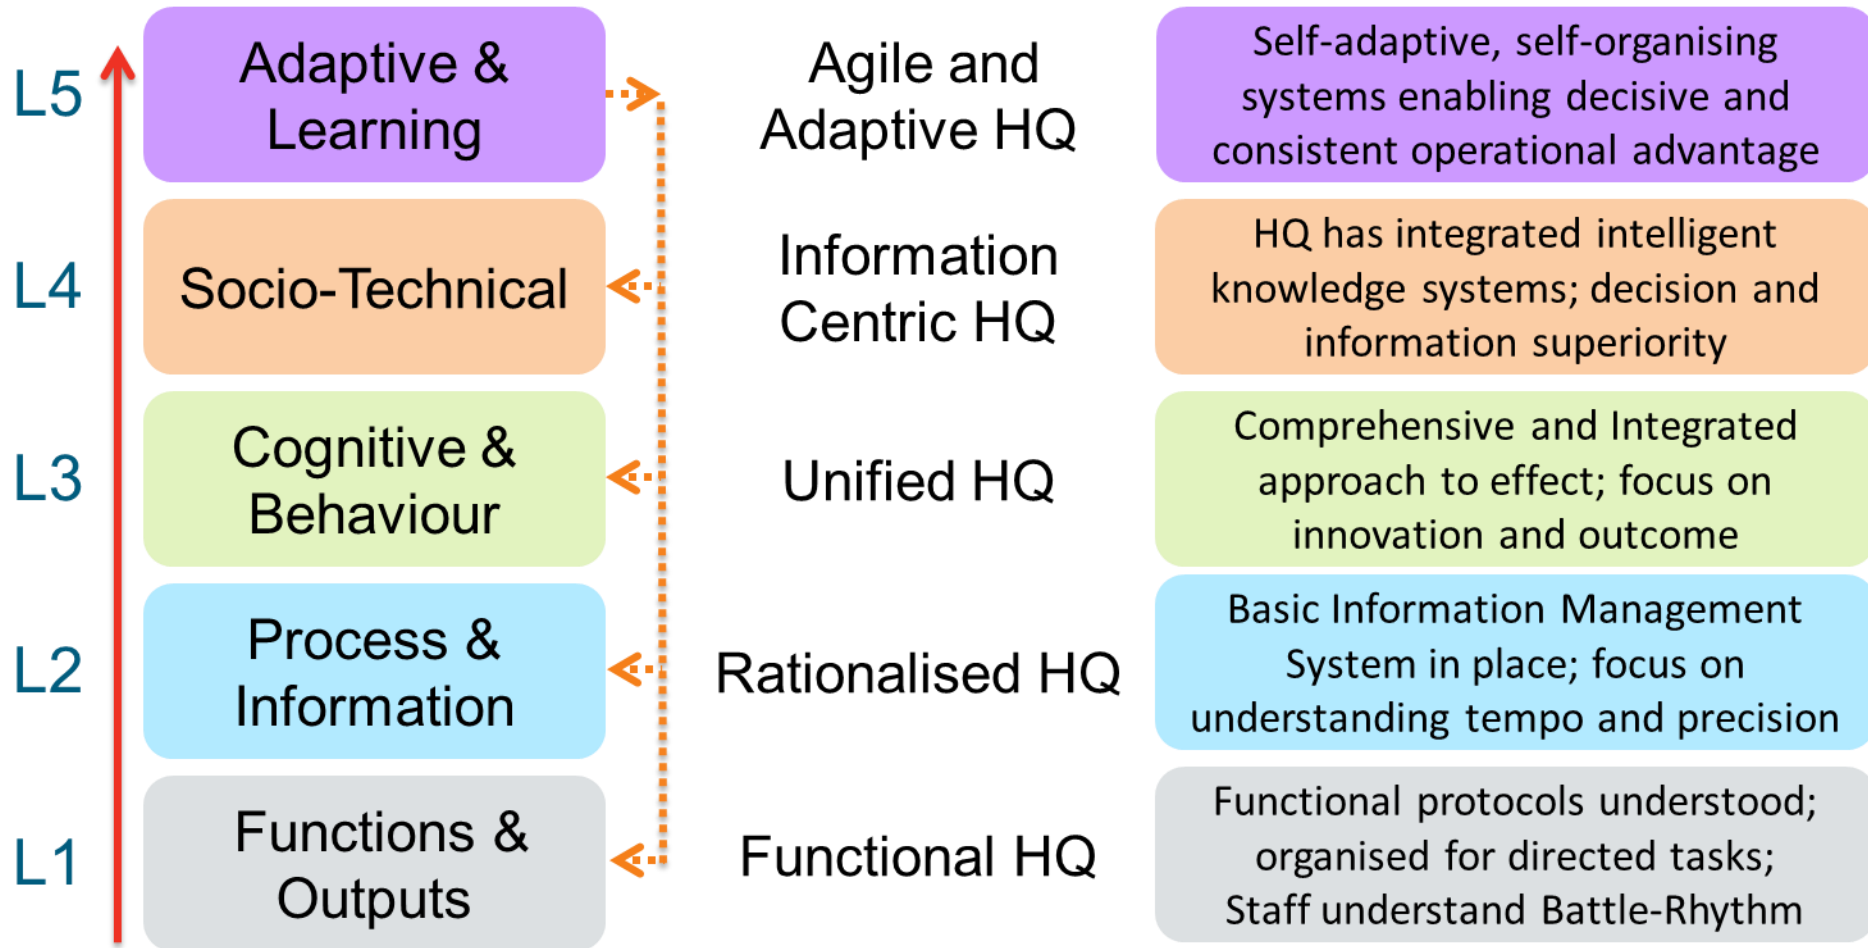 L5
Adaptive &
Learning
Agile and
Adaptive HQ
Self-adaptive, self-organising
systems enabling decisive and
consistent operational advantage
L4
Socio-Technical
Information
Centric HQ
HQ has integrated intelligent
knowledge systems; decision and
information superiority
L3
Cognitive &
Behaviour
Unified HQ
Comprehensive and Integrated
approach to effect; focus on
innovation and outcome
L2
Process &
Information
Rationalised HQ
Basic Information Management
System in place; focus on
understanding tempo and precision
L1
Functions &
Outputs
Functional HQ
Functional protocols understood;
organised for directed tasks;
Staff understand Battle-Rhythm